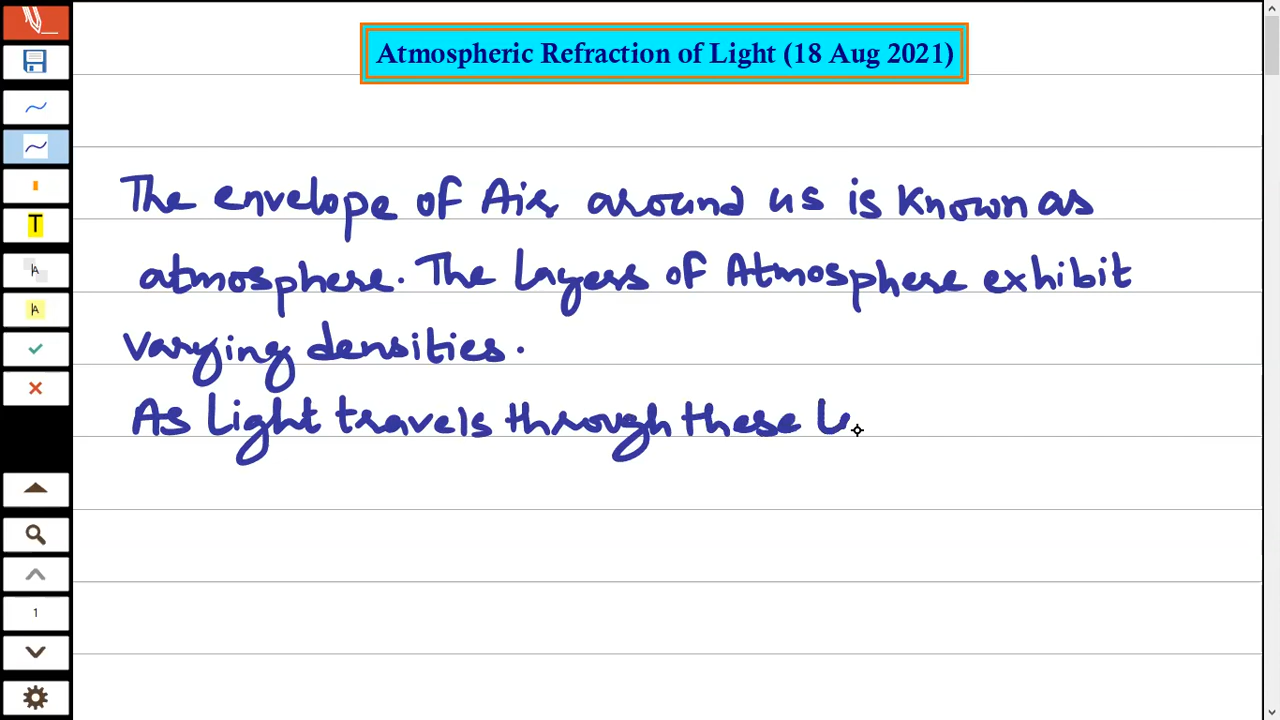 Atmospheric Refraction of Light (18 Aug 2021)
The envelope of Air around us is known as
atmosphere. The layers of Atmosphere exhibit
varying densities.
As light travels through these
T
A
A
1